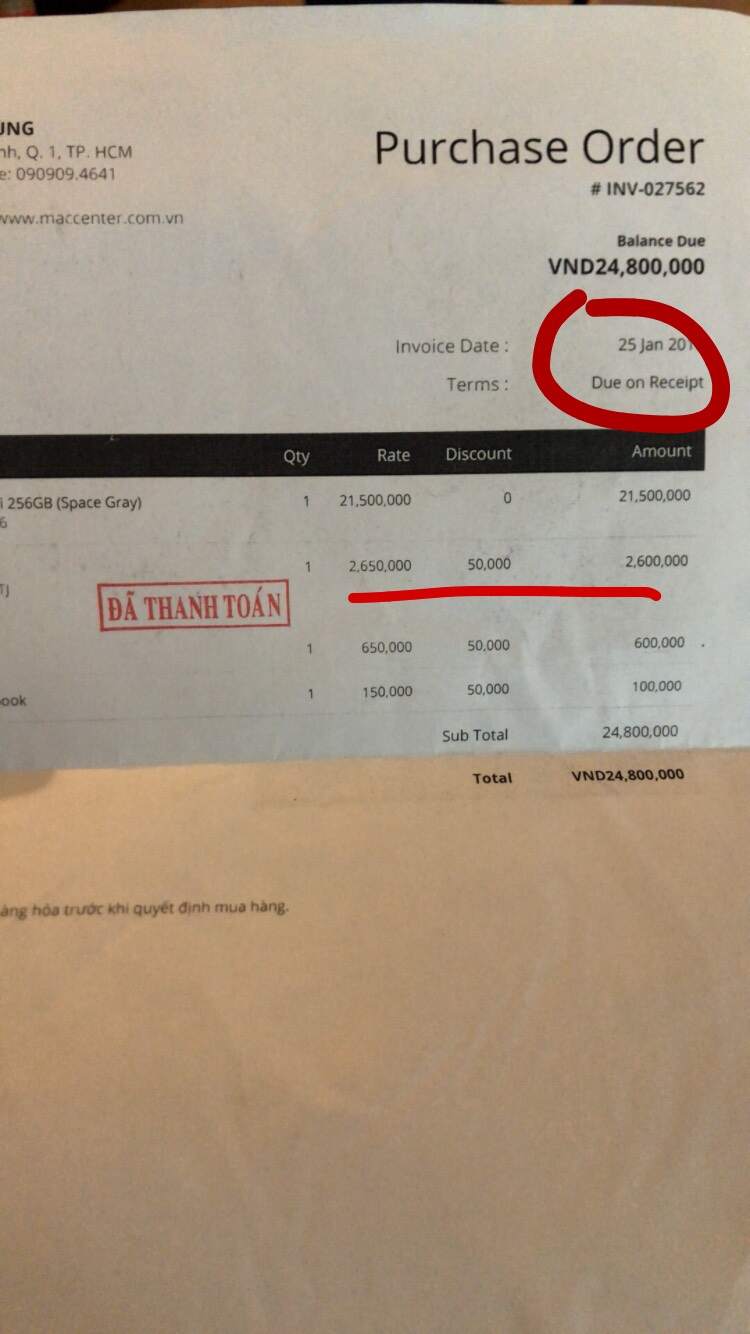 Purchase Order
# INV-027562
Balance Due
VND24,800,000
UNG
nh, Q. 1, TP. HCM
e: 090909.4641
www.maccenter.com.vn
Invoice Date : 25 Jan 201
Terms : Due on Receipt
Qty Rate Discount Amount
i 256GB (Space Gray) 1 21,500,000 0 21,500,000
6
1 2,650,000 50,000 2,600,000
TJ
ĐÃ THANH TOÁN
1 650,000 50,000 600,000
ook 1 150,000 50,000 100,000
Sub Total 24,800,000
Total VND24,800,000
àng hóa trước khi quyết định mua hàng.